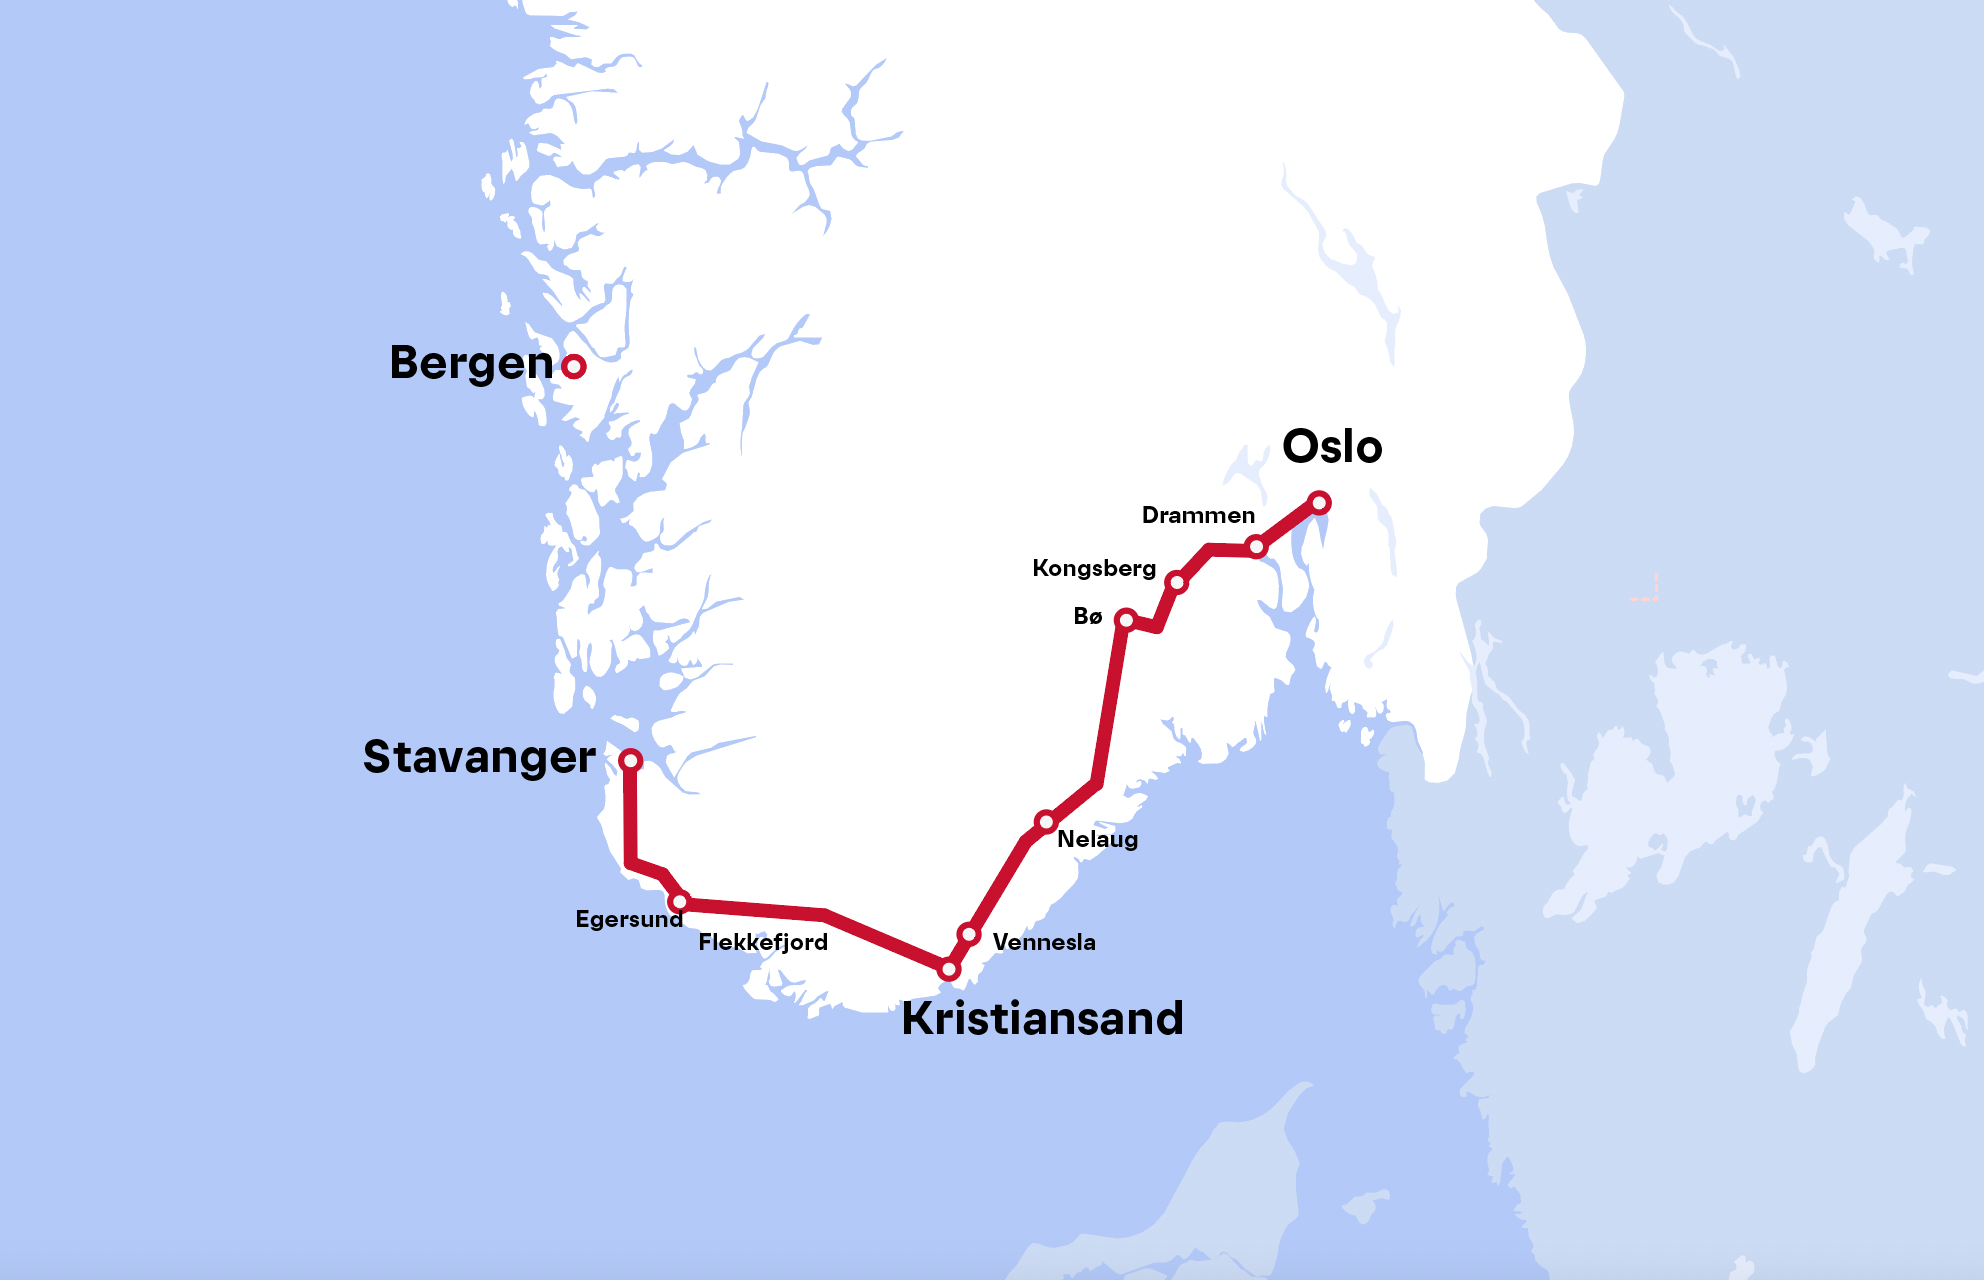 Bergen
Oslo
Drammen
Kongsberg
Bø
Stavanger
Nelaug
Egersund
Flekkefjord
Vennesla
Kristiansand